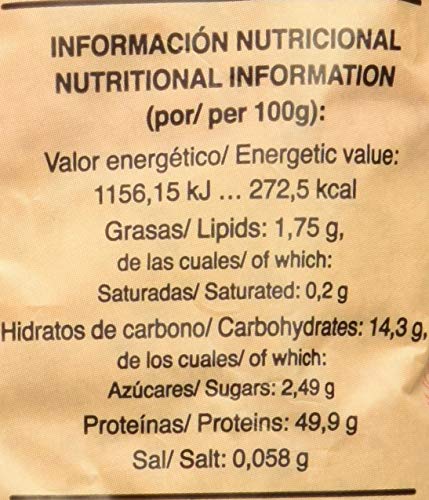 INFORMACIÓN NUTRICIONAL
NUTRITIONAL INFORMATION
(por/ per 100g):
Valor energético/ Energetic value:
1156,15 kJ ... 272,5 kcal
Grasas/ Lipids: 1,75 g,
de las cuales/ of which:
Saturadas/ Saturated: 0,2 g
Hidratos de carbono/ Carbohydrates: 14,3 g,
de los cuales/ of which:
Azúcares/ Sugars: 2,49 g
Proteínas/ Proteins: 49,9 g
Sal/ Salt: 0,058 g